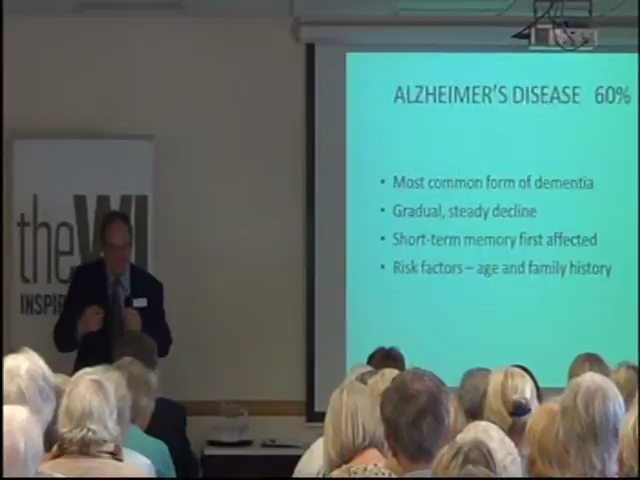 ALZHEIMER'S DISEASE 60%
• Most common form of dementia
• Gradual, steady decline
• Short-term memory first affected
• Risk factors – age and family history
theWI
INSPI